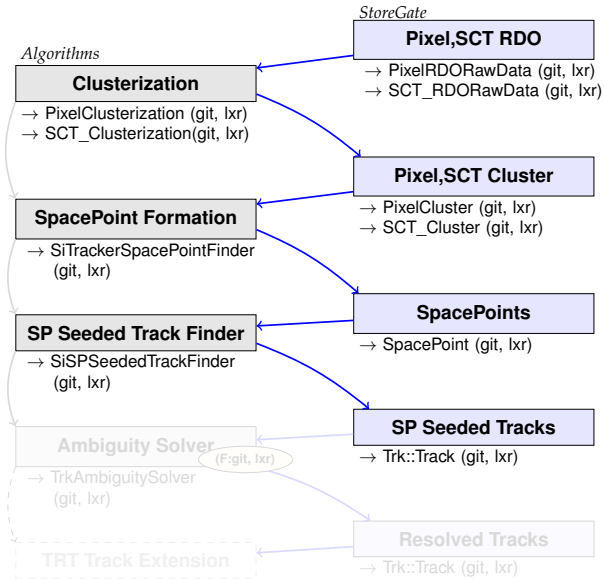 StoreGate
Pixel,SCT RDO
→ PixelRDORawData (git, lxr)
→ SCT_RDORawData (git, lxr)
Algorithms
Clusterization
→ PixelClusterization (git, lxr)
→ SCT_Clusterization(git, lxr)
Pixel,SCT Cluster
→ PixelCluster (git, lxr)
→ SCT_Cluster (git, lxr)
SpacePoint Formation
→ SiTrackerSpacePointFinder
(git, lxr)
SpacePoints
→ SpacePoint (git, lxr)
SP Seeded Track Finder
→ SiSPSeededTrackFinder
(git, lxr)
SP Seeded Tracks
→ Trk::Track (git, lxr)
Ambiguity Solver
(F:git, lxr)
→ TrkAmbiguitySolver
(git, lxr)
Resolved Tracks
→ Trk::Track (git, lxr)
TRT Track Extension